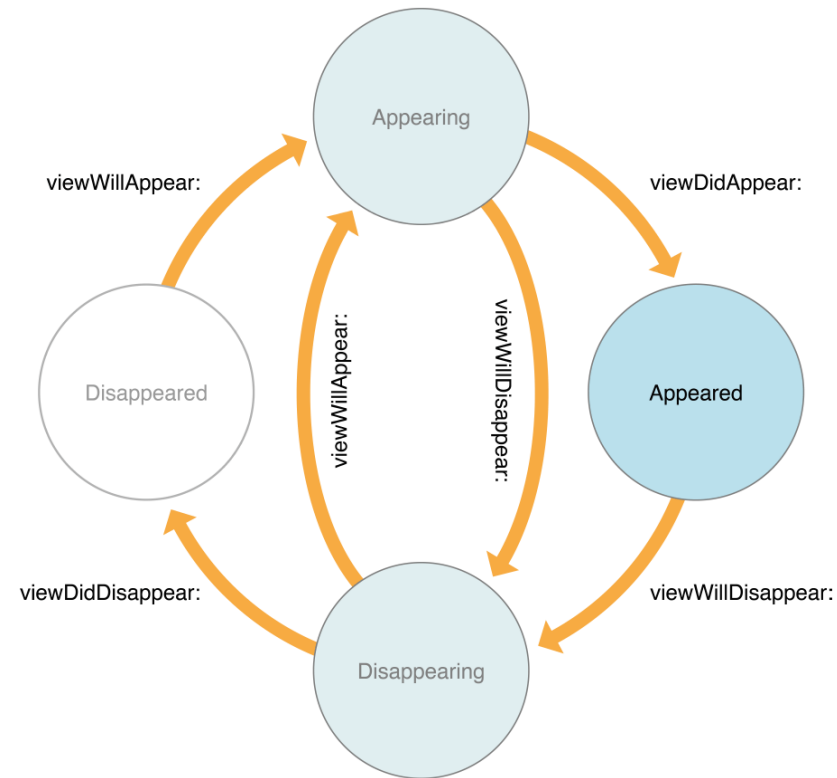 Appearing
viewWillAppear:
viewDidAppear:
viewWillAppear:
viewWillDisappear:
Disappeared
Appeared
viewDidDisappear:
viewWillDisappear:
Disappearing